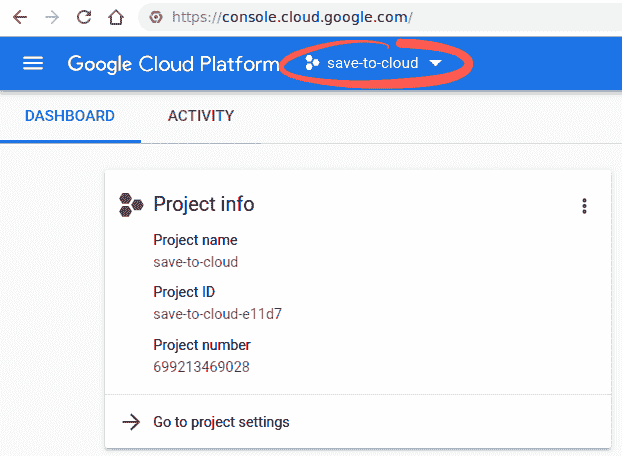 https://console.cloud.google.com/
Google Cloud Platform save-to-cloud
DASHBOARD ACTIVITY
Project info
Project name
save-to-cloud
Project ID
save-to-cloud-e11d7
Project number
699213469028
Go to project settings